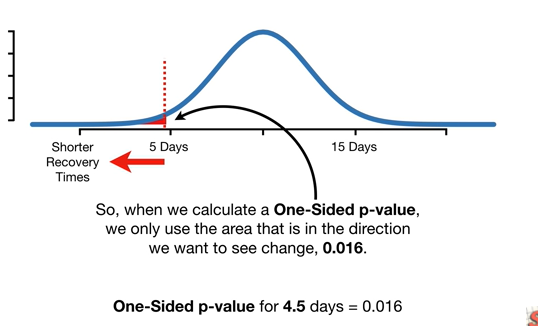 5 Days
15 Days
Shorter
Recovery
Times
So, when we calculate a One-Sided p-value,
we only use the area that is in the direction
we want to see change, 0.016.
One-Sided p-value for 4.5 days = 0.016